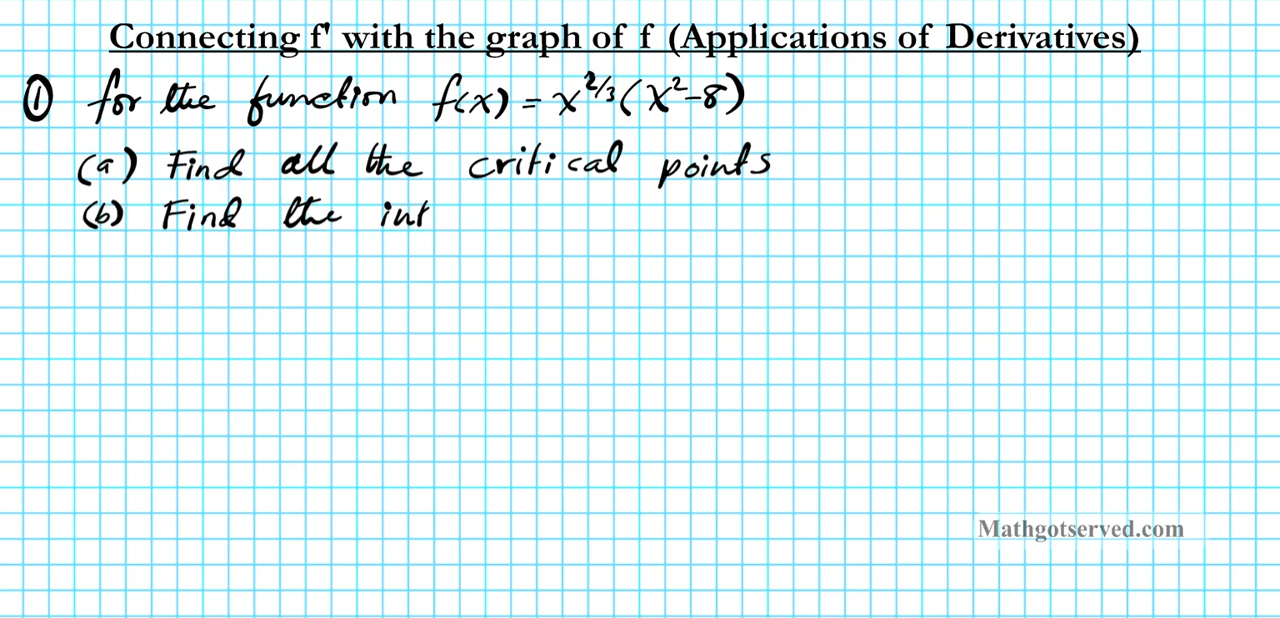 Connecting f' with the graph of f (Applications of Derivatives)
① for the function f(x) = x^2/3 (x²-8)
(a) Find all the critical points
(b) Find the int
Mathgotserved.com